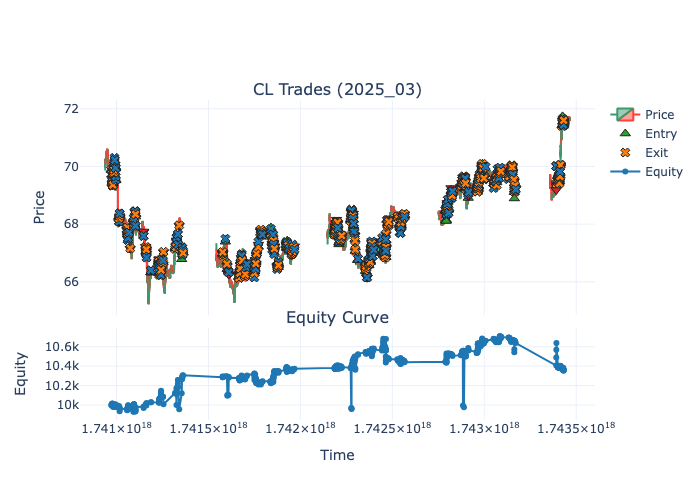 CL Trades (2025_03)
72
70
68
66
Price
Price
Entry
Exit
Equity
Equity Curve
10.6k
10.4k
10.2k
10k
Equity
1.741×10¹⁸ 1.7415×10¹⁸ 1.742×10¹⁸ 1.7425×10¹⁸ 1.743×10¹⁸ 1.7435×10¹⁸
Time